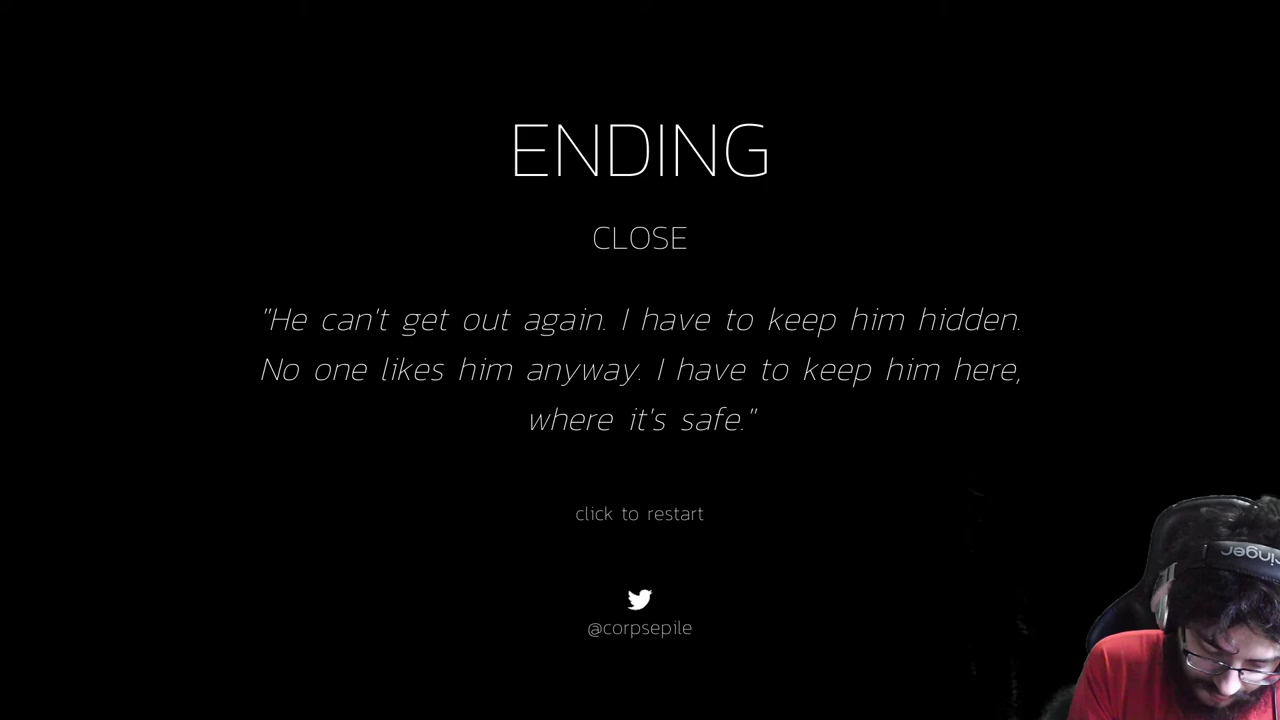 ENDING
CLOSE
"He can't get out again. I have to keep him hidden.
No one likes him anyway. I have to keep him here,
where it's safe."
click to restart
@corpsepile